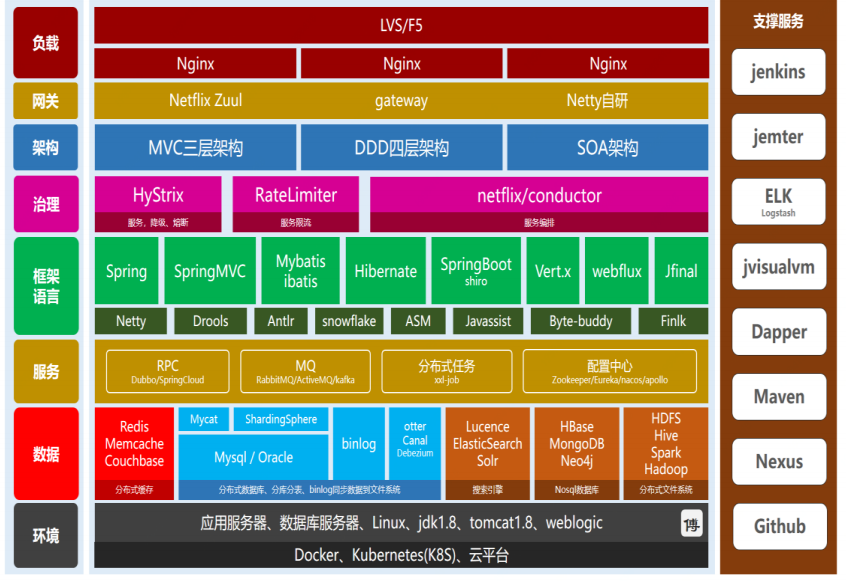 负载
LVS/F5
Nginx
Nginx
Nginx
网关
Netflix Zuul
gateway
Netty自研
架构
MVC三层架构
DDD四层架构
SOA架构
治理
HyStrix
服务、降级、熔断
RateLimiter
服务限流
netflix/conductor
服务编排
框架
语言
Spring
SpringMVC
Mybatis
ibatis
Hibernate
SpringBoot
shiro
Vert.x
webflux
Jfinal
Netty
Drools
Antlr
snowflake
ASM
Javassist
Byte-buddy
Finlk
服务
RPC
Dubbo/SpringCloud
MQ
RabbitMQ/ActiveMQ/kafka
分布式任务
xxl-job
配置中心
Zookeeper/Eureka/nacos/apollo
数据
Redis
Memcache
Couchbase
分布式缓存
Mycat
ShardingSphere
Mysql / Oracle
binlog
otter
Canal
Debezium
分布式数据库、分库分表、binlog同步数据到文件系统
Lucence
ElasticSearch
Solr
搜索引擎
HBase
MongoDB
Neo4j
Nosql数据库
HDFS
Hive
Spark
Hadoop
分布式文件系统
环境
应用服务器、数据库服务器、Linux、jdk1.8、tomcat1.8、weblogic
博
Docker、Kubernetes(K8S)、云平台
支撑服务
jenkins
jemter
ELK
Logstash
jvisualvm
Dapper
Maven
Nexus
Github